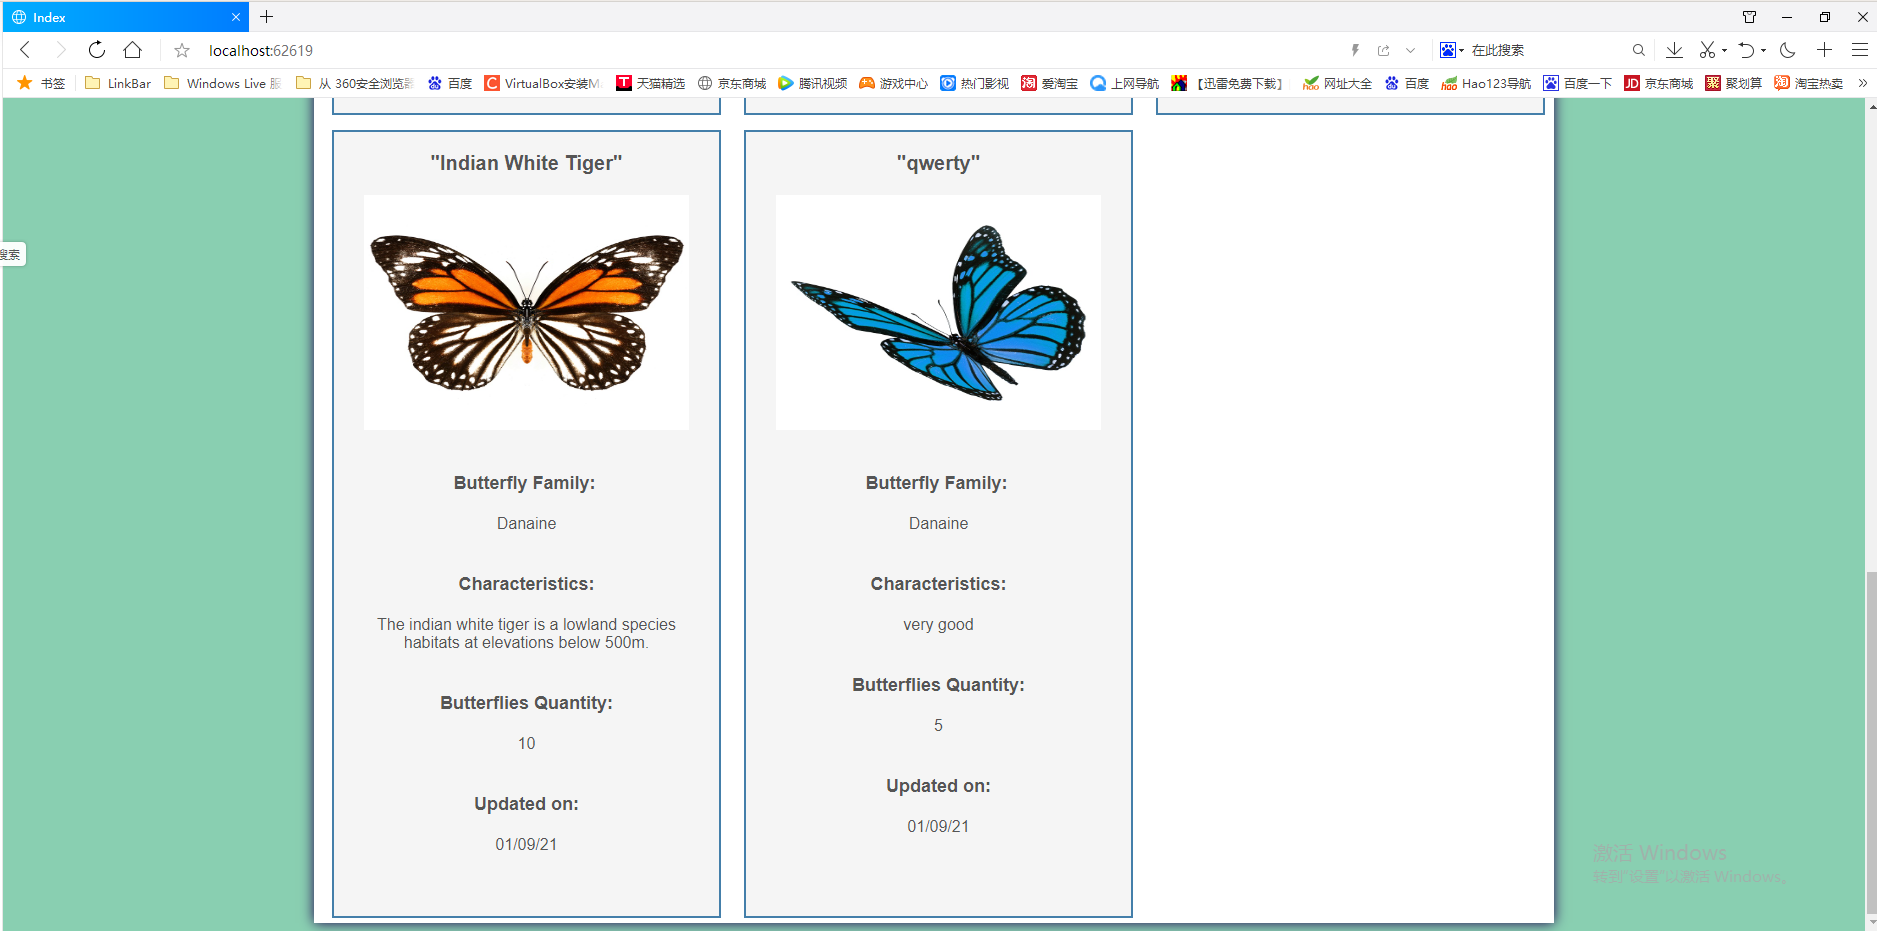 Index
localhost:62619
在此搜索
书签
LinkBar
Windows Live 服
从 360安全浏览器
百度
VirtualBox安装M
天猫精选
京东商城
腾讯视频
游戏中心
热门影视
爱淘宝
上网导航
【迅雷免费下载】
网址大全
百度
Hao123导航
百度一下
京东商城
聚划算
淘宝热卖
搜索
"Indian White Tiger"
Butterfly Family:
Danaine
Characteristics:
The indian white tiger is a lowland species
habitats at elevations below 500m.
Butterflies Quantity:
10
Updated on:
01/09/21
"qwerty"
Butterfly Family:
Danaine
Characteristics:
very good
Butterflies Quantity:
5
Updated on:
01/09/21
激活 Windows
转到"设置"以激活 Windows。